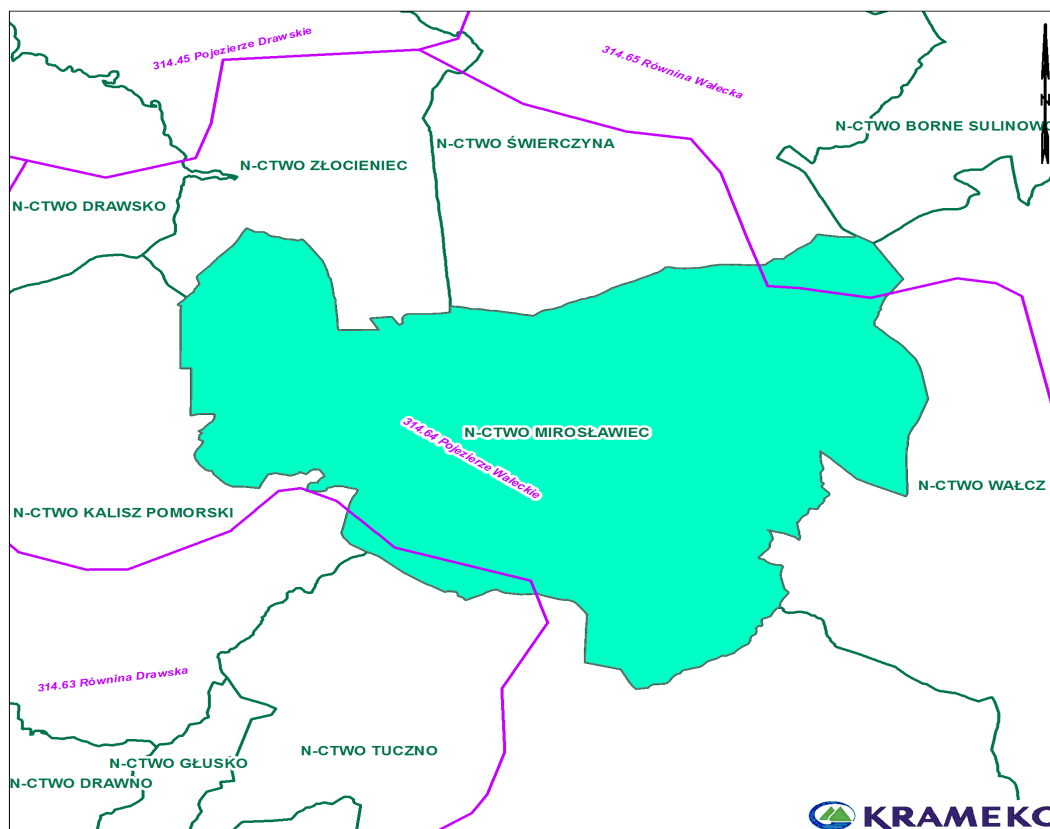 314.45 Pojezierze Drawskie
314.65 Równina Wałecka
N
N-CTWO BORNE SULINOWO
N-CTWO ŚWIERCZYNA
N-CTWO ZŁOCIENIEC
N-CTWO DRAWSKO
314.64 Pojezierze Wałeckie
N-CTWO MIROSŁAWIEC
N-CTWO WAŁCZ
N-CTWO KALISZ POMORSKI
314.63 Równina Drawska
N-CTWO TUCZNO
N-CTWO GŁUSKO
N-CTWO DRAWNO
KRAMEKO